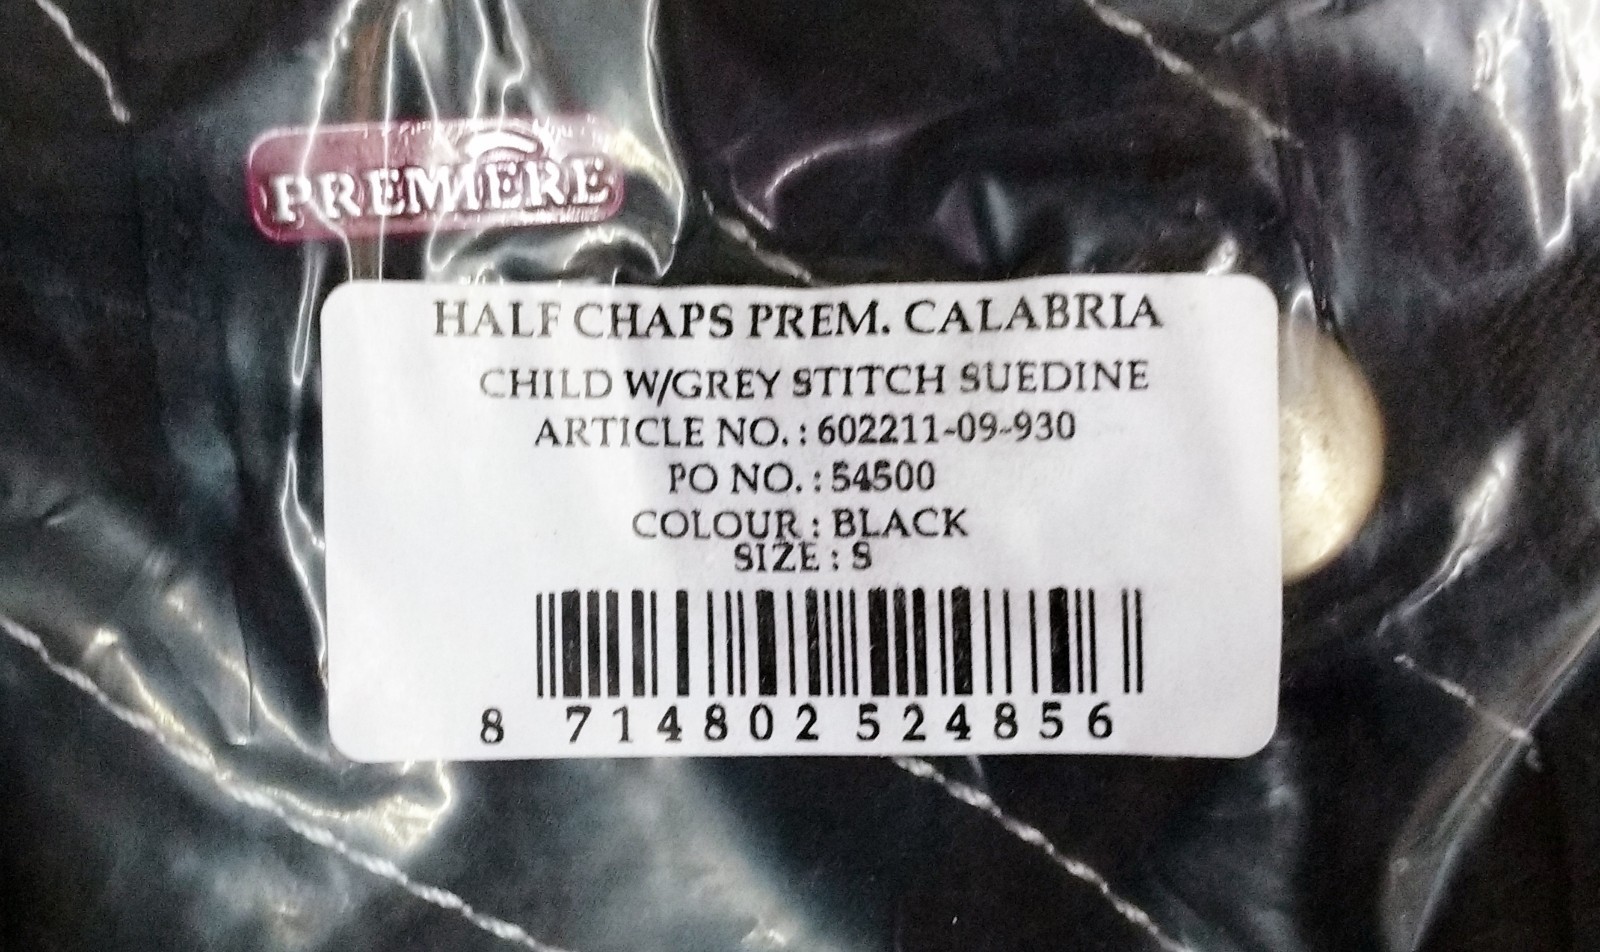 PREMIÈRE
HALF CHAPS PREM. CALABRIA
CHILD W/GREY STITCH SUEDINE
ARTICLE NO. : 602211-09-930
PO NO. : 54500
COLOUR : BLACK
SIZE : S
8 714802 524856